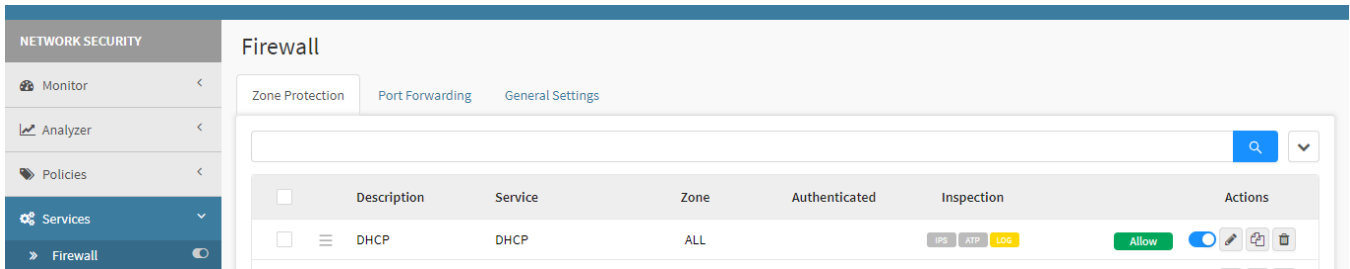 NETWORK SECURITY
Monitor
Analyzer
Policies
Services
Firewall
Firewall
Zone Protection Port Forwarding General Settings
Description Service Zone Authenticated Inspection Actions
DHCP DHCP ALL IPS ATP LOG Allow